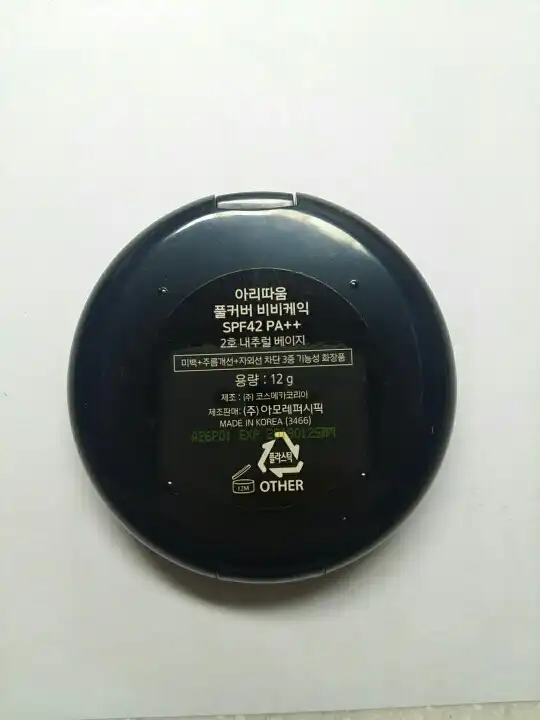 아리따움
풀커버 비비케익
SPF42 PA++
2호 내추럴 베이지
미백+주름개선+자외선 차단 3중 기능성 화장품
용량 : 12 g
제조 : (주) 코스메카코리아
제조판매: (주)아모레퍼시픽
MADE IN KOREA (3466)
EXP
플라스틱
12M
OTHER